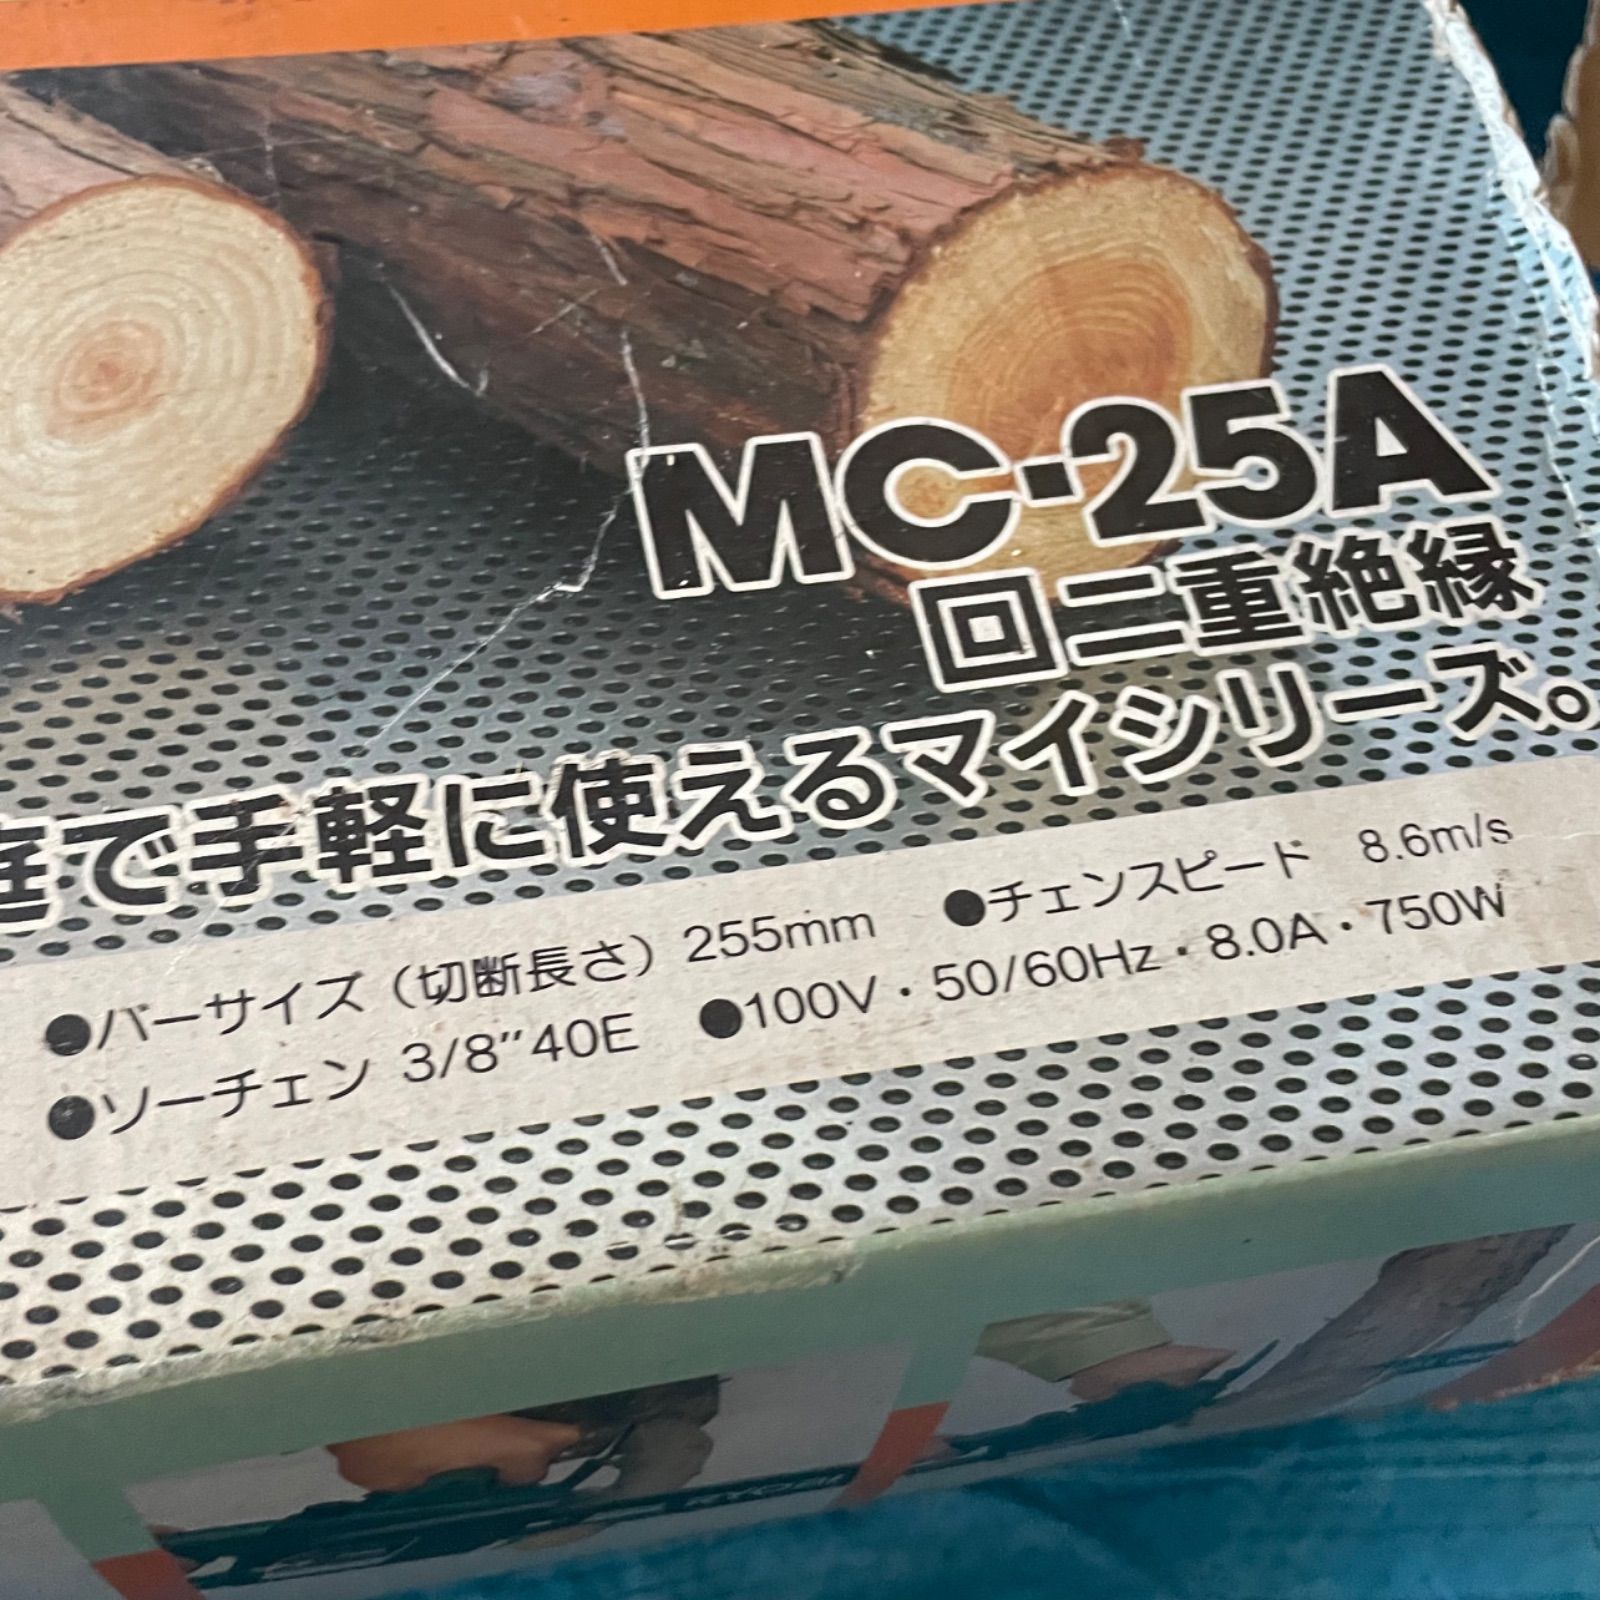 MC-25A
回二重絶縁
庭で手軽に使えるマイシリーズ。
●バーサイズ（切断長さ）255mm ●チェンスピード 8.6m/s
●ソーチェン 3/8"40E ●100V・50/60Hz・8.0A・750W
RYOBI